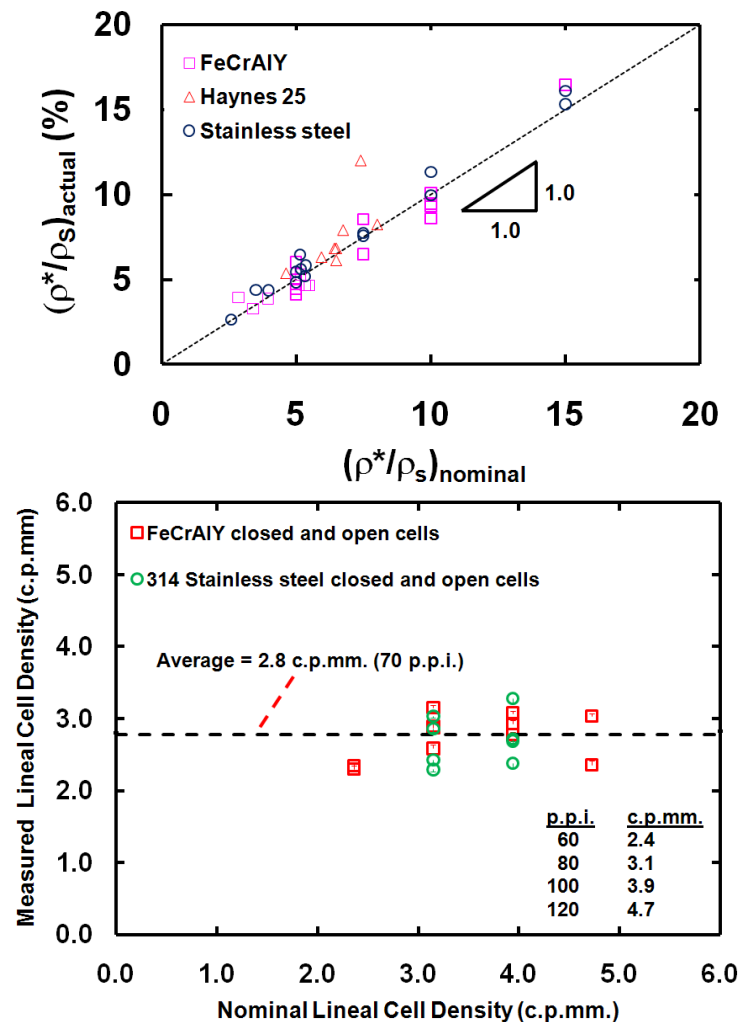 20
15
10
5
0
(ρ*/ρS)actual (%)
FeCrAlY
Haynes 25
Stainless steel
1.0
1.0
0 5 10 15 20
(ρ*/ρs)nominal
6.0
5.0
4.0
3.0
2.0
1.0
0.0
Measured Lineal Cell Density (c.p.mm)
FeCrAlY closed and open cells
314 Stainless steel closed and open cells
Average = 2.8 c.p.mm. (70 p.p.i.)
p.p.i. c.p.mm.
60 2.4
80 3.1
100 3.9
120 4.7
0.0 1.0 2.0 3.0 4.0 5.0 6.0
Nominal Lineal Cell Density (c.p.mm.)